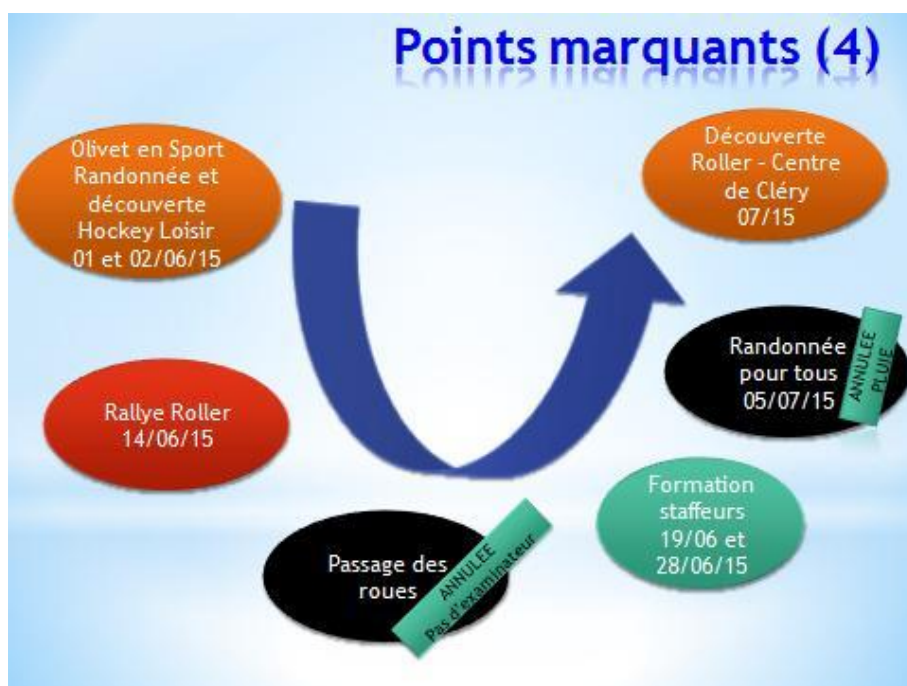 Points marquants (4)
Olivet en Sport
Randonnée et
découverte
Hockey Loisir
01 et 02/06/15
Rallye Roller
14/06/15
Passage des
roues
ANNULEE
Pas d'examinateur
Formation
staffeurs
19/06 et
28/06/15
Randonnée
pour tous
05/07/15
ANNULEE
PLUIE
Découverte
Roller - Centre
de Cléry
07/15